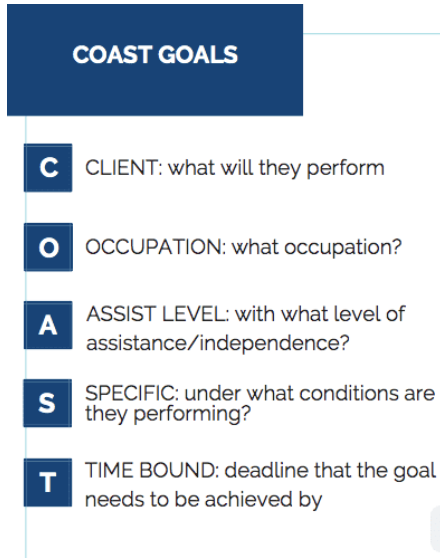 COAST GOALS
C
CLIENT: what will they perform
O
OCCUPATION: what occupation?
A
ASSIST LEVEL: with what level of
assistance/independence?
S
SPECIFIC: under what conditions are
they performing?
T
TIME BOUND: deadline that the goal
needs to be achieved by